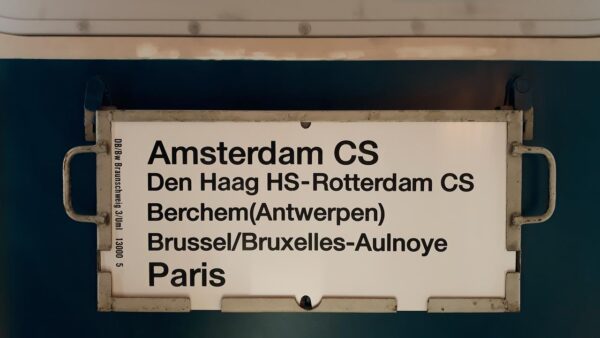 Amsterdam CS
Den Haag HS-Rotterdam CS
Berchem(Antwerpen)
Brussel/Bruxelles-Aulnoye
Paris
DB/Bw Braunschweig 3/Uml 13000 5